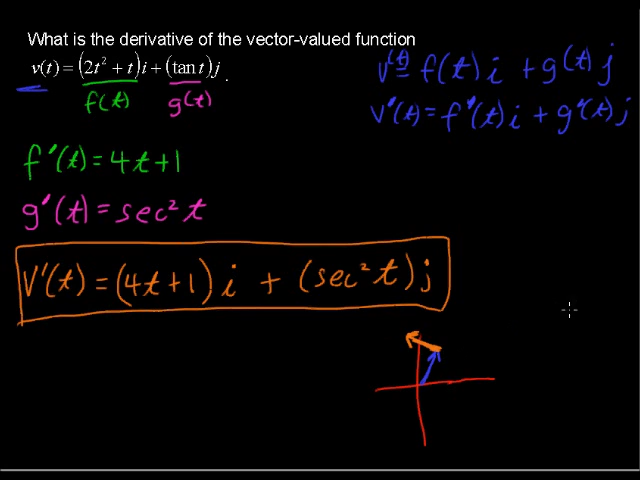 What is the derivative of the vector-valued function
v(t) = (2t² + t)i + (tan t)j .
f(t) g(t)
v(t) = f(t) i + g(t) j
v'(t) = f'(t) i + g'(t) j
f'(t) = 4t+1
g'(t) = sec² t
v'(t) = (4t+1) i + (sec² t) j